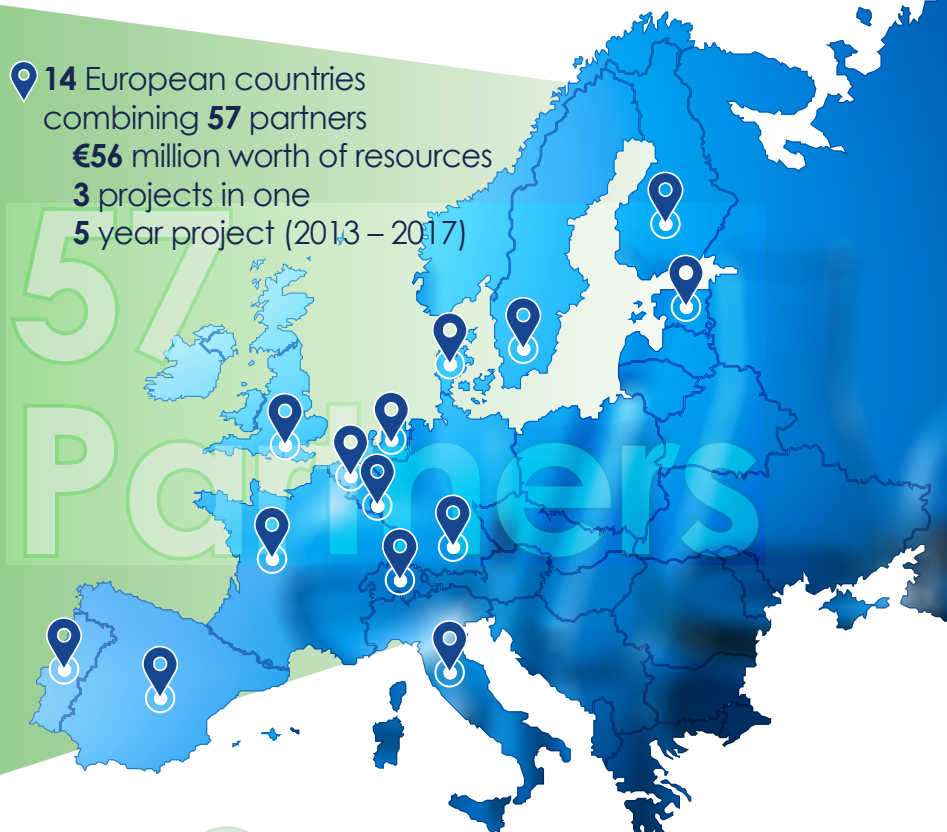 14 European countries
combining 57 partners
€56 million worth of resources
3 projects in one
5 year project (2013 – 2017)
57
Partners